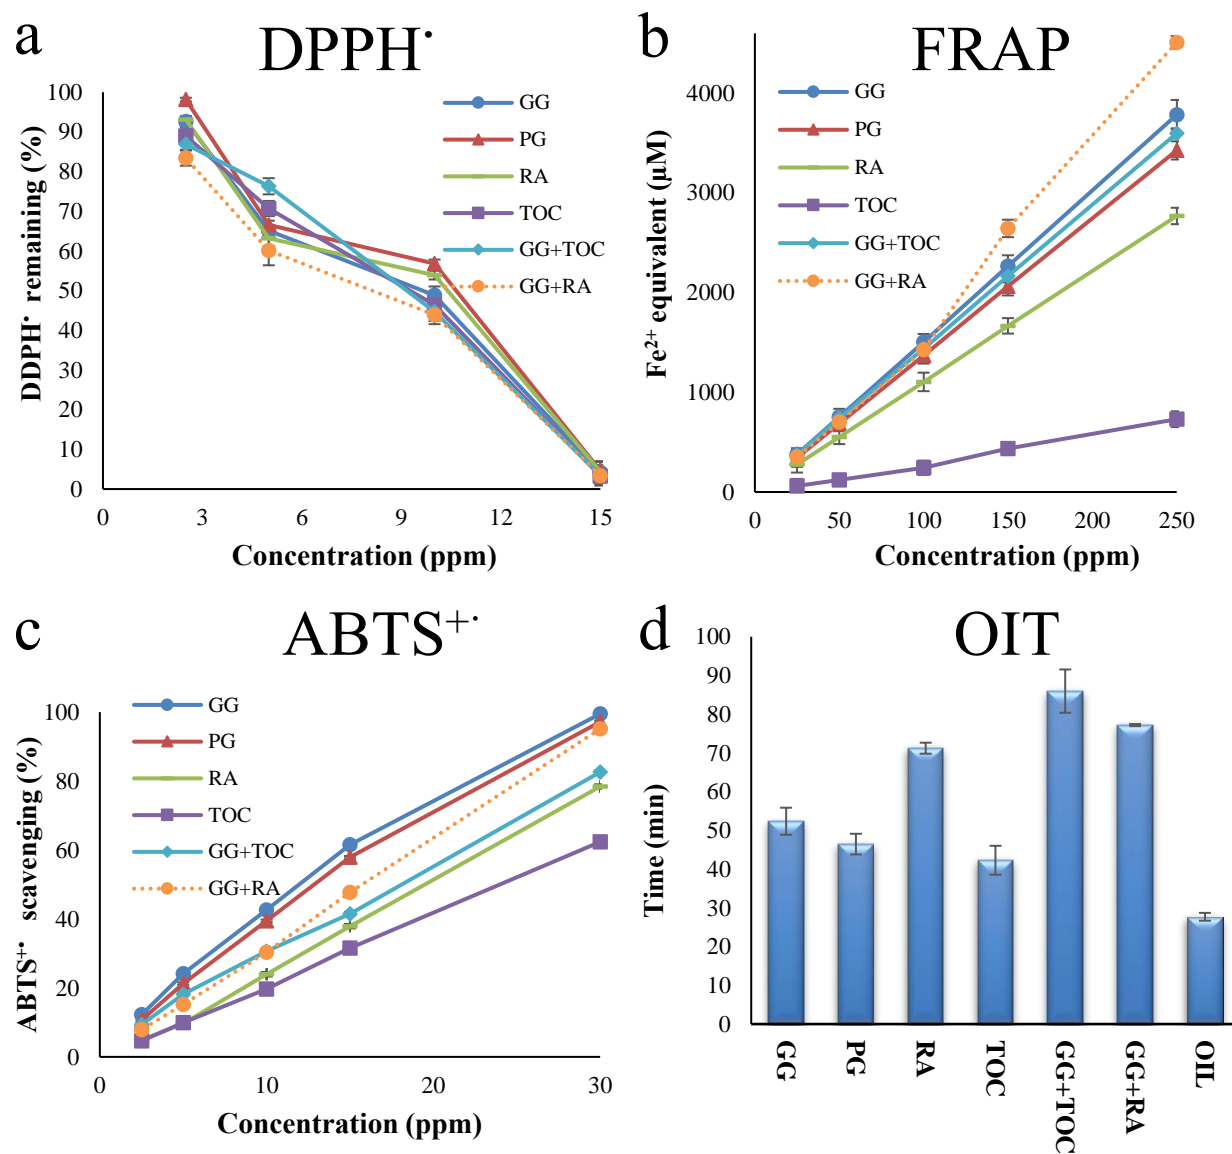 a
DPPH·
100
90
80
70
60
50
40
30
20
10
0
DDPH· remaining (%)
0 3 6 9 12 15
Concentration (ppm)
GG
PG
RA
TOC
GG+TOC
GG+RA
b
FRAP
4000
3000
2000
1000
0
Fe²⁺ equivalent (µM)
0 50 100 150 200 250
Concentration (ppm)
GG
PG
RA
TOC
GG+TOC
GG+RA
c
ABTS⁺·
100
80
60
40
20
0
ABTS⁺· scavenging (%)
0 10 20 30
Concentration (ppm)
GG
PG
RA
TOC
GG+TOC
GG+RA
d
OIT
100
90
80
70
60
50
40
30
20
10
0
Time (min)
GG
PG
RA
TOC
GG+TOC
GG+RA
OIL